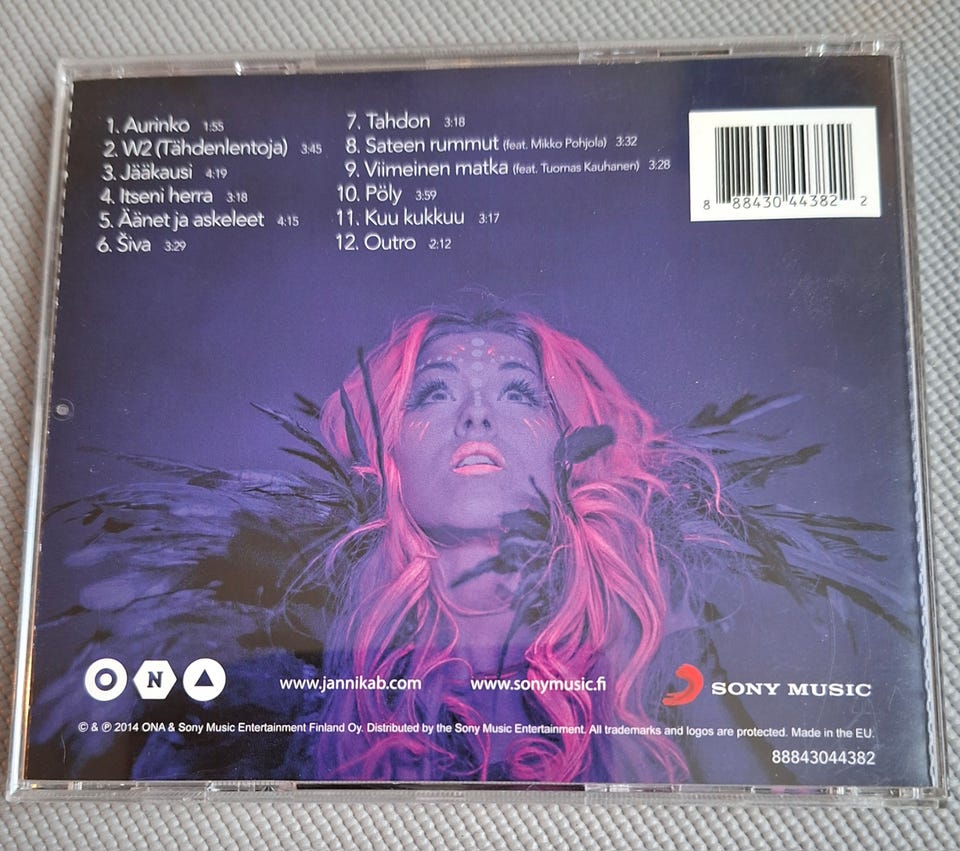 1. Aurinko 1:55
2. W2 (Tähdenlentoja) 3:45
3. Jääkausi 4:19
4. Itseni herra 3:18
5. Äänet ja askeleet 4:15
6. Šiva 3:29
7. Tahdon 3:18
8. Sateen rummut (feat. Mikko Pohjola) 3:32
9. Viimeinen matka (feat. Tuomas Kauhanen) 3:28
10. Pöly 3:59
11. Kuu kukkuu 3:17
12. Outro 2:12
8 88430 44382 2
O N A
www.jannikab.com
www.sonymusic.fi
SONY MUSIC
© & ℗ 2014 ONA & Sony Music Entertainment Finland Oy. Distributed by the Sony Music Entertainment. All trademarks and logos are protected. Made in the EU.
88843044382